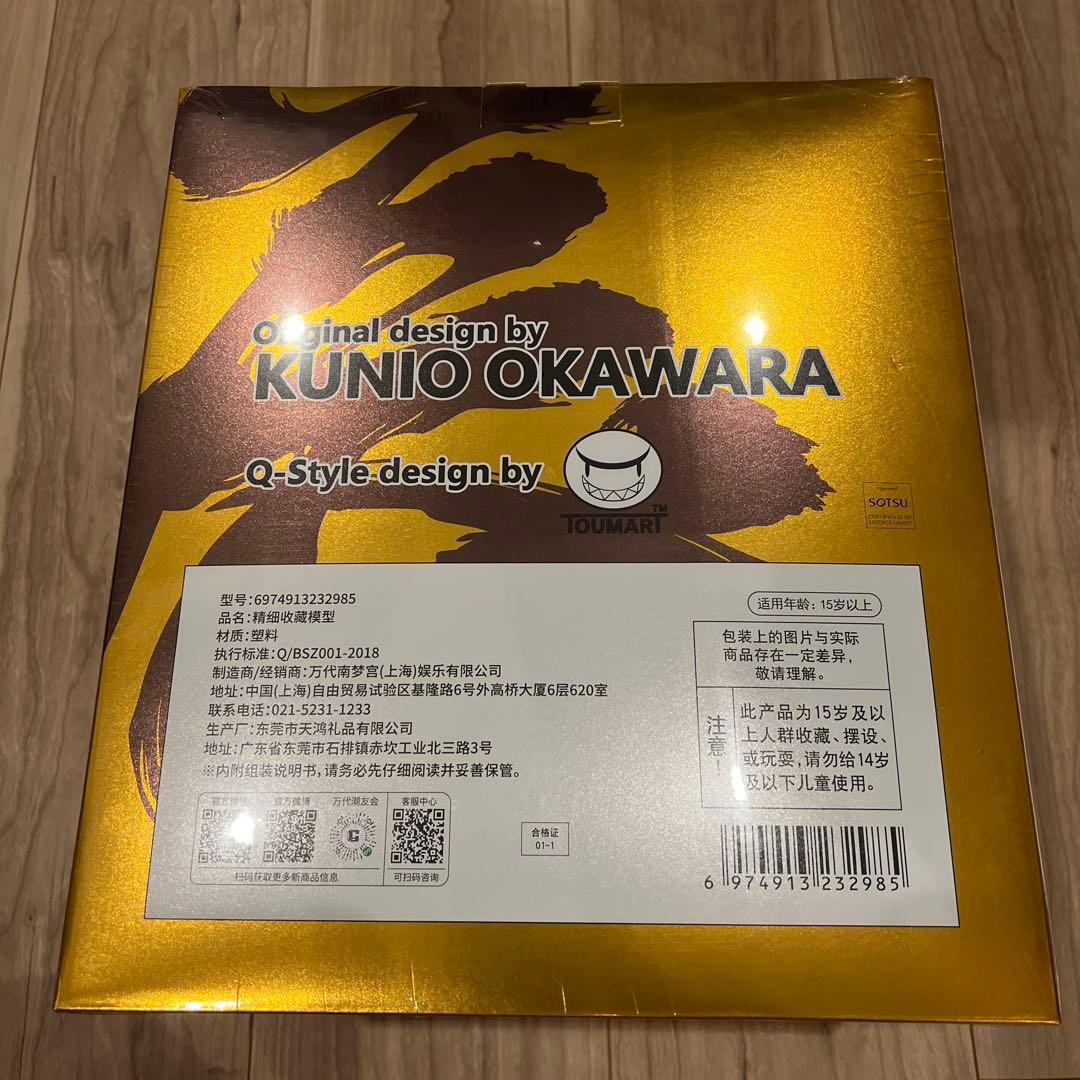 Original design by
KUNIO OKAWARA
Q-Style design by
TOUMART™
Approved
SOTSU
CERTIFICATE OF
LICENCE GRANT
型号:6974913232985
品名:精细收藏模型
材质:塑料
执行标准:Q/BSZ001-2018
制造商/经销商:万代南梦宫(上海)娱乐有限公司
地址:中国(上海)自由贸易试验区基隆路6号外高桥大厦6层620室
联系电话:021-5231-1233
生产厂:东莞市天鸿礼品有限公司
地址:广东省东莞市石排镇赤坎工业北三路3号
※内附组装说明书,请务必先仔细阅读并妥善保管。
官方微信 官方微博 万代潮友会 客服中心
扫码获取更多新商品信息 可扫码咨询
合格证
01-1
适用年龄:15岁以上
包装上的图片与实际
商品存在一定差异,
敬请理解。
注意!
此产品为15岁及以
上人群收藏、摆设、
或玩耍,请勿给14岁
及以下儿童使用。
6 974913 232985